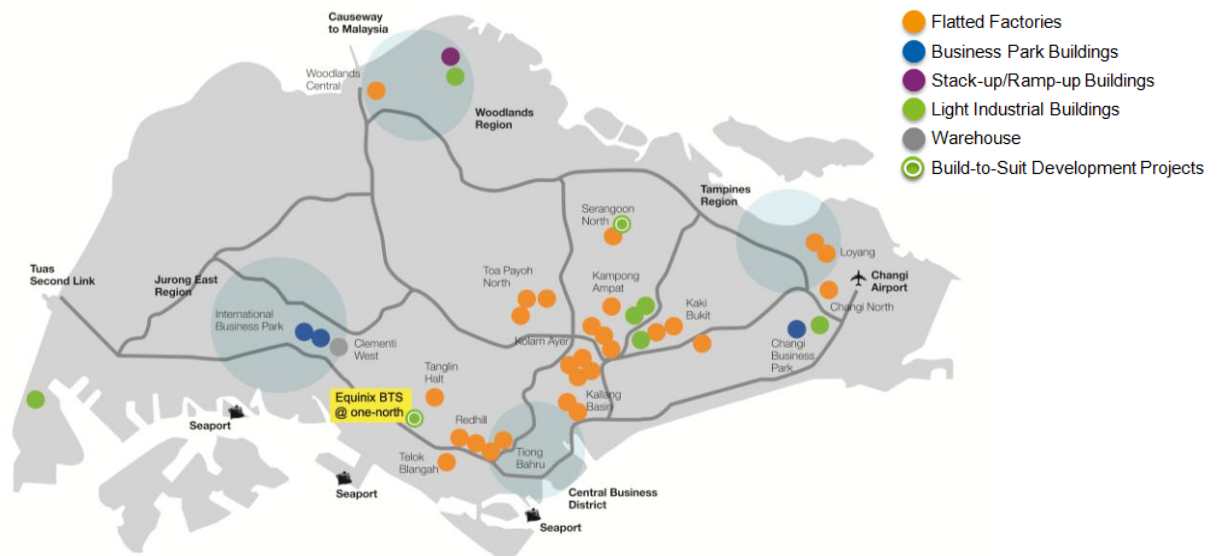 Causeway
to Malaysia
Woodlands
Central
Woodlands
Region
Flatted Factories
Business Park Buildings
Stack-up/Ramp-up Buildings
Light Industrial Buildings
Warehouse
Build-to-Suit Development Projects
Tampines
Region
Serangoon
North
Loyang
Tuas
Second Link
Jurong East
Region
Toa Payoh
North
Kampong
Ampat
Changi
Airport
Changi North
International
Business Park
Kaki
Bukit
Clementi
West
Kolam Ayer
Changi
Business
Park
Tanglin
Halt
Equinix BTS
@ one-north
Kallang
Basin
Redhill
Seaport
Telok
Blangah
Tiong
Bahru
Seaport
Central Business
District
Seaport